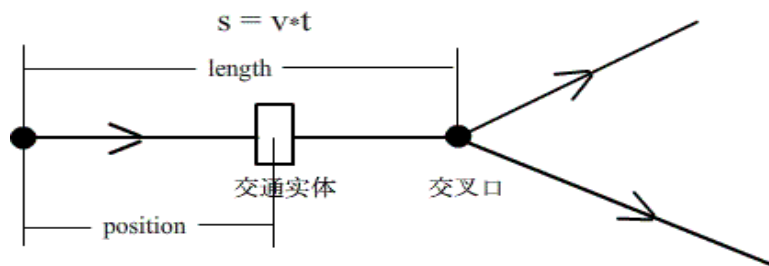 s = v*t
length
交通实体
交叉口
position